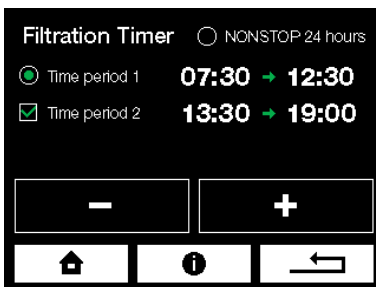 Filtration Timer NONSTOP 24 hours
Time period 1 07:30 → 12:30
Time period 2 13:30 → 19:00
− +